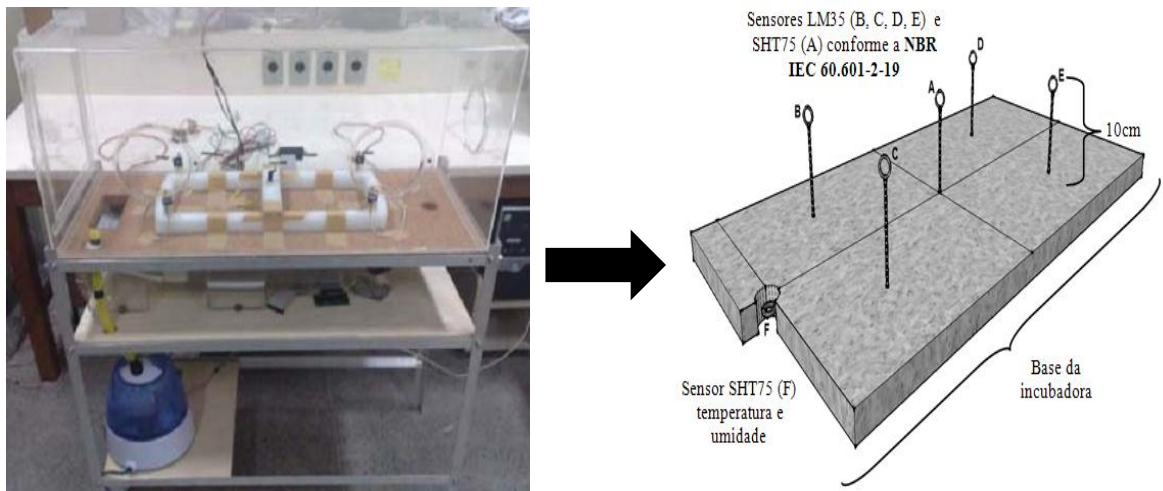 Sensores LM35 (B, C, D, E) e
SHT75 (A) conforme a NBR
IEC 60.601-2-19
D
E
A
B
10cm
C
F
Sensor SHT75 (F)
temperatura e
umidade
Base da
incubadora